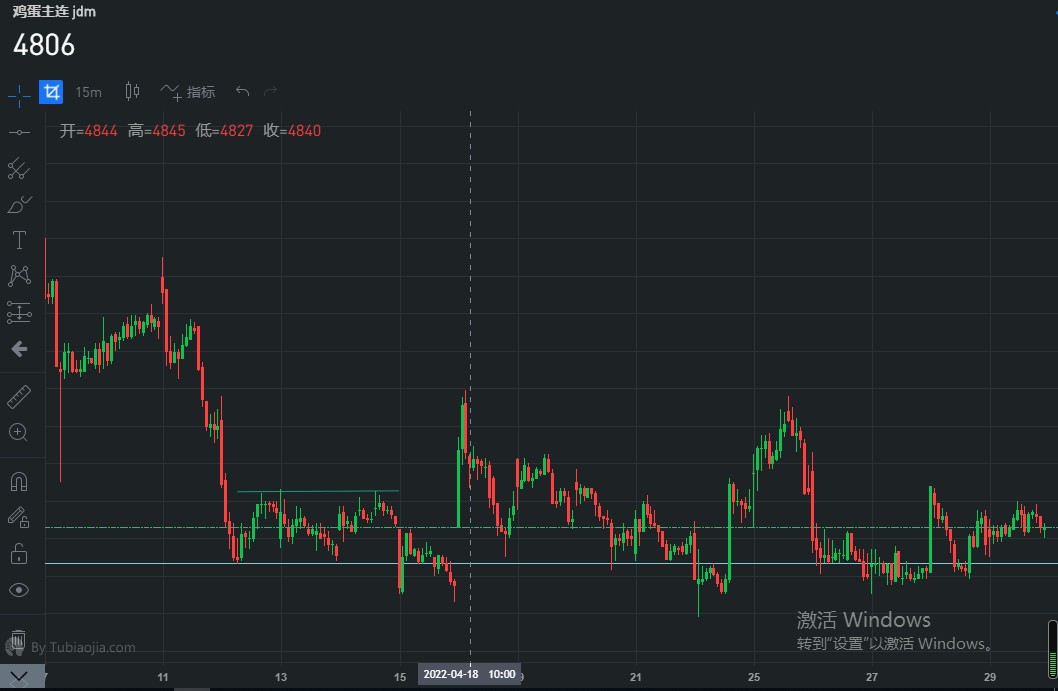 鸡蛋主连 jdm
4806
15m
指标
开=4844 高=4845 低=4827 收=4840
T
激活 Windows
转到"设置"以激活 Windows。
By Tubiaojia.com
7 11 13 15 2022-04-18 10:00 9 21 25 27 29